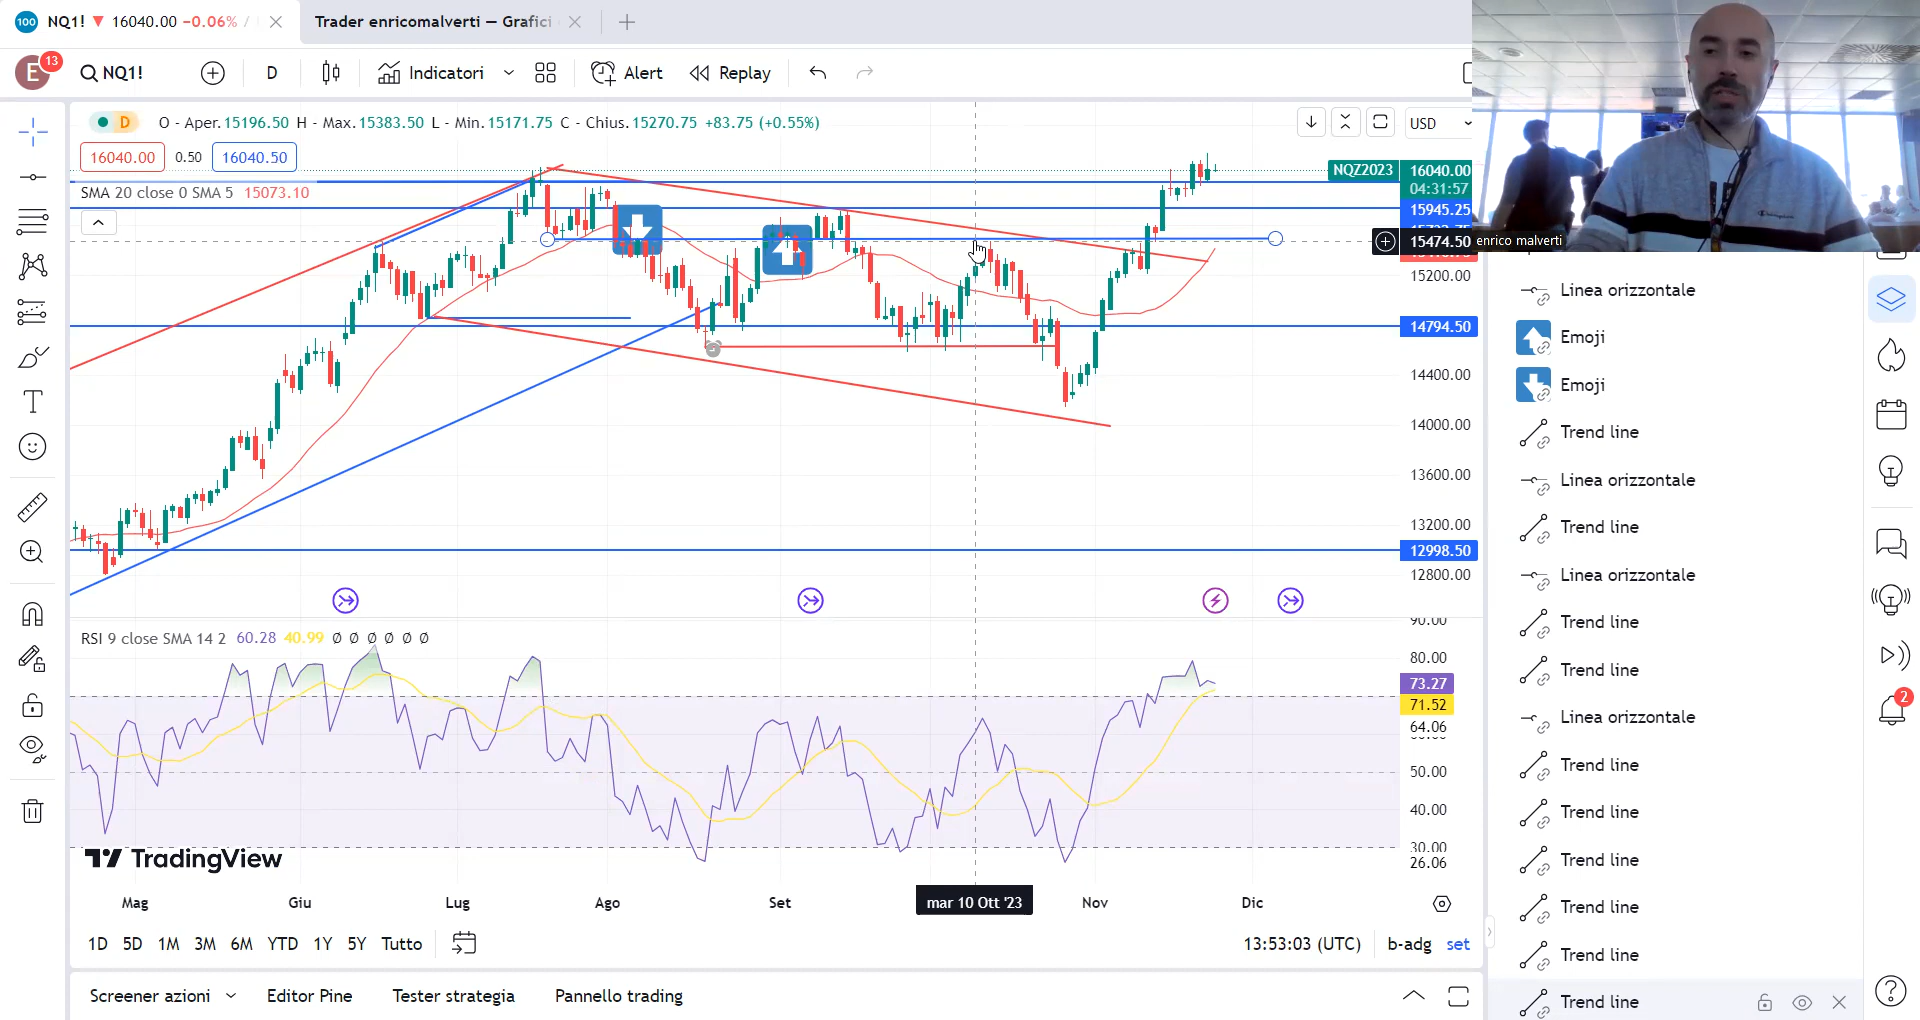 100 NQ1! ▼ 16040.00 −0.06% /
Trader enricomalverti — Grafici
E 13
NQ1!
D
Indicatori
Alert
Replay
D O - Aper.15196.50 H - Max.15383.50 L - Min.15171.75 C - Chius.15270.75 +83.75 (+0.55%)
USD
16040.00 0.50 16040.50
SMA 20 close 0 SMA 5 15073.10
NQZ2023 16040.00
04:31:57
15945.25
15474.50
enrico malverti
15200.00
14794.50
14400.00
14000.00
13600.00
13200.00
12998.50
12800.00
RSI 9 close SMA 14 2 60.28 40.99 Ø Ø Ø Ø Ø Ø
90.00
80.00
73.27
71.52
64.06
50.00
40.00
30.00
26.06
TradingView
Mag Giu Lug Ago Set mar 10 Ott '23 Nov Dic
1D 5D 1M 3M 6M YTD 1Y 5Y Tutto
13:53:03 (UTC) b-adg set
Screener azioni Editor Pine Tester strategia Pannello trading
Linea orizzontale
Emoji
Emoji
Trend line
Linea orizzontale
Trend line
Linea orizzontale
Trend line
Trend line
Linea orizzontale
Trend line
Trend line
Trend line
Trend line
Trend line
Trend line
2